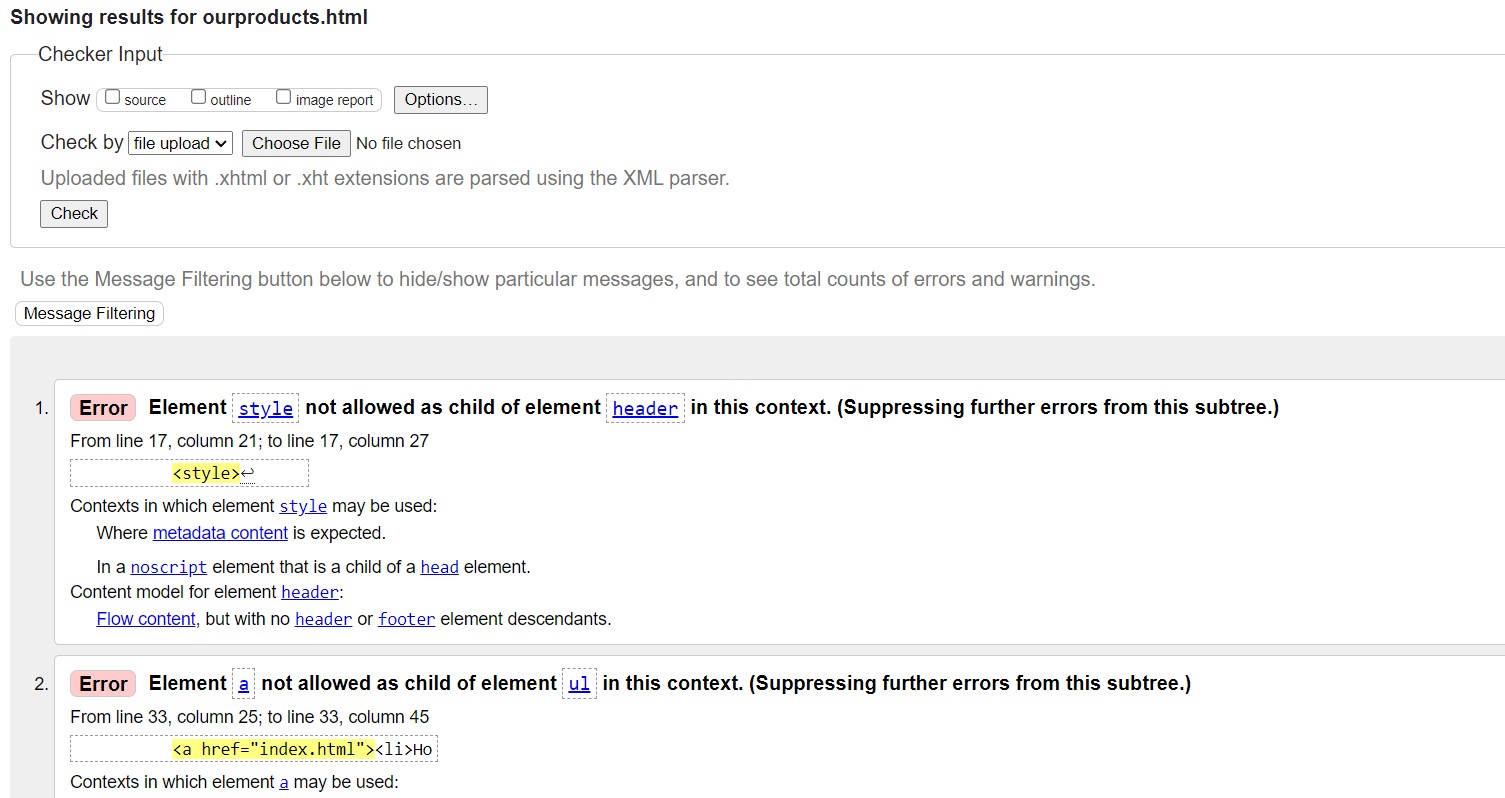 Showing results for ourproducts.html
Checker Input
Show source outline image report Options...
Check by file upload Choose File No file chosen
Uploaded files with .xhtml or .xht extensions are parsed using the XML parser.
Check
Use the Message Filtering button below to hide/show particular messages, and to see total counts of errors and warnings.
Message Filtering
1. Error Element style not allowed as child of element header in this context. (Suppressing further errors from this subtree.)
From line 17, column 21; to line 17, column 27
<style>↩
Contexts in which element style may be used:
Where metadata content is expected.
In a noscript element that is a child of a head element.
Content model for element header:
Flow content, but with no header or footer element descendants.
2. Error Element a not allowed as child of element ul in this context. (Suppressing further errors from this subtree.)
From line 33, column 25; to line 33, column 45
<a href="index.html"><li>Ho
Contexts in which element a may be used: